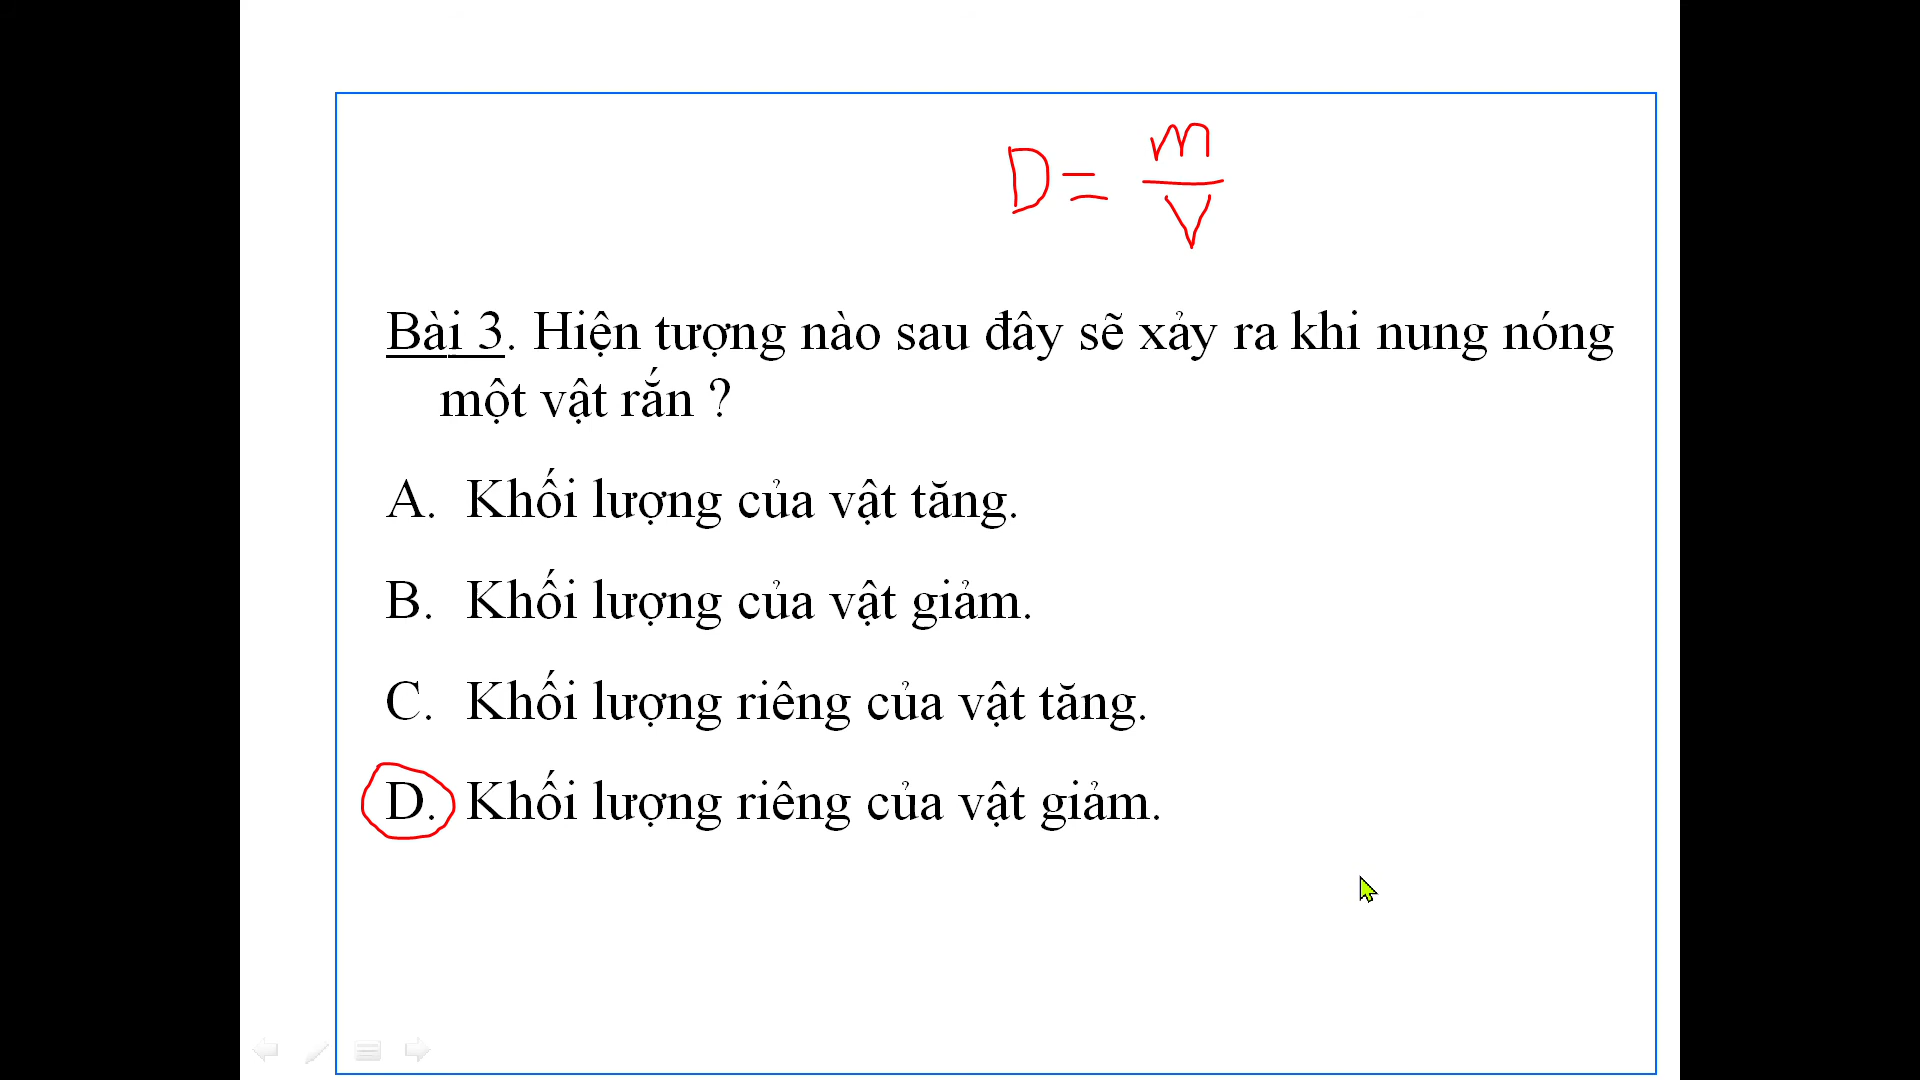 D = m/V
Bài 3. Hiện tượng nào sau đây sẽ xảy ra khi nung nóng
một vật rắn ?
A. Khối lượng của vật tăng.
B. Khối lượng của vật giảm.
C. Khối lượng riêng của vật tăng.
D. Khối lượng riêng của vật giảm.